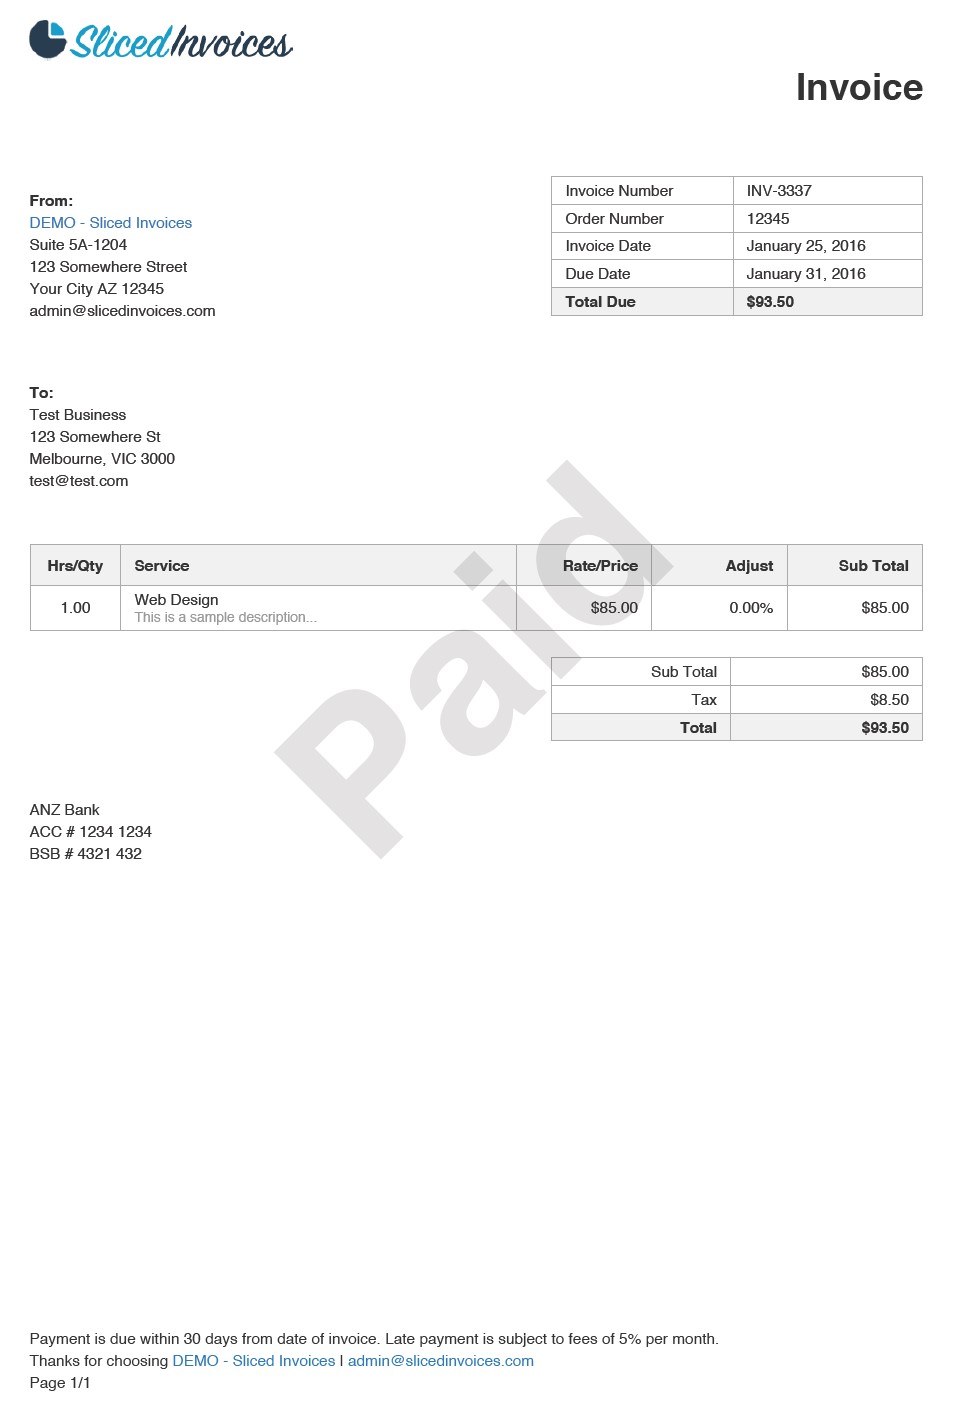 Sliced Invoices
Invoice
From:
DEMO - Sliced Invoices
Suite 5A-1204
123 Somewhere Street
Your City AZ 12345
admin@slicedinvoices.com
Invoice Number INV-3337
Order Number 12345
Invoice Date January 25, 2016
Due Date January 31, 2016
Total Due $93.50
To:
Test Business
123 Somewhere St
Melbourne, VIC 3000
test@test.com
Paid
Hrs/Qty Service Rate/Price Adjust Sub Total
1.00 Web Design $85.00 0.00% $85.00
This is a sample description...
Sub Total $85.00
Tax $8.50
Total $93.50
ANZ Bank
ACC # 1234 1234
BSB # 4321 432
Payment is due within 30 days from date of invoice. Late payment is subject to fees of 5% per month.
Thanks for choosing DEMO - Sliced Invoices | admin@slicedinvoices.com
Page 1/1